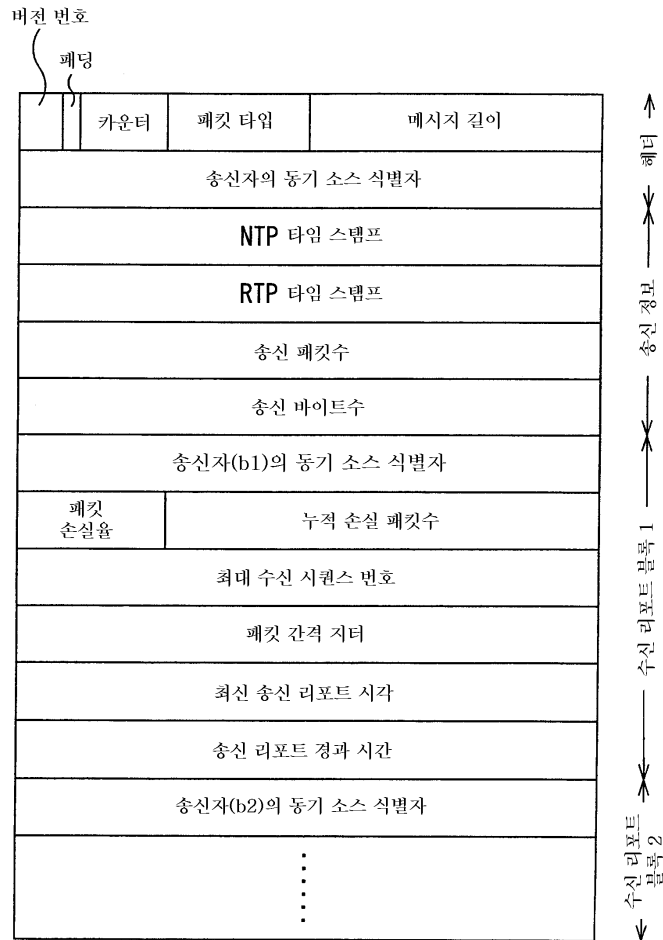 버전 번호
패딩
카운터
패킷 타입
메시지 길이
송신자의 동기 소스 식별자
NTP 타임 스탬프
RTP 타임 스탬프
송신 패킷수
송신 바이트수
송신자(b1)의 동기 소스 식별자
패킷
손실율
누적 손실 패킷수
최대 수신 시퀀스 번호
패킷 간격 지터
최신 송신 리포트 시각
송신 리포트 경과 시간
송신자(b2)의 동기 소스 식별자
헤더
송신 정보
수신 리포트 블록 1
수신 리포트
블록 2